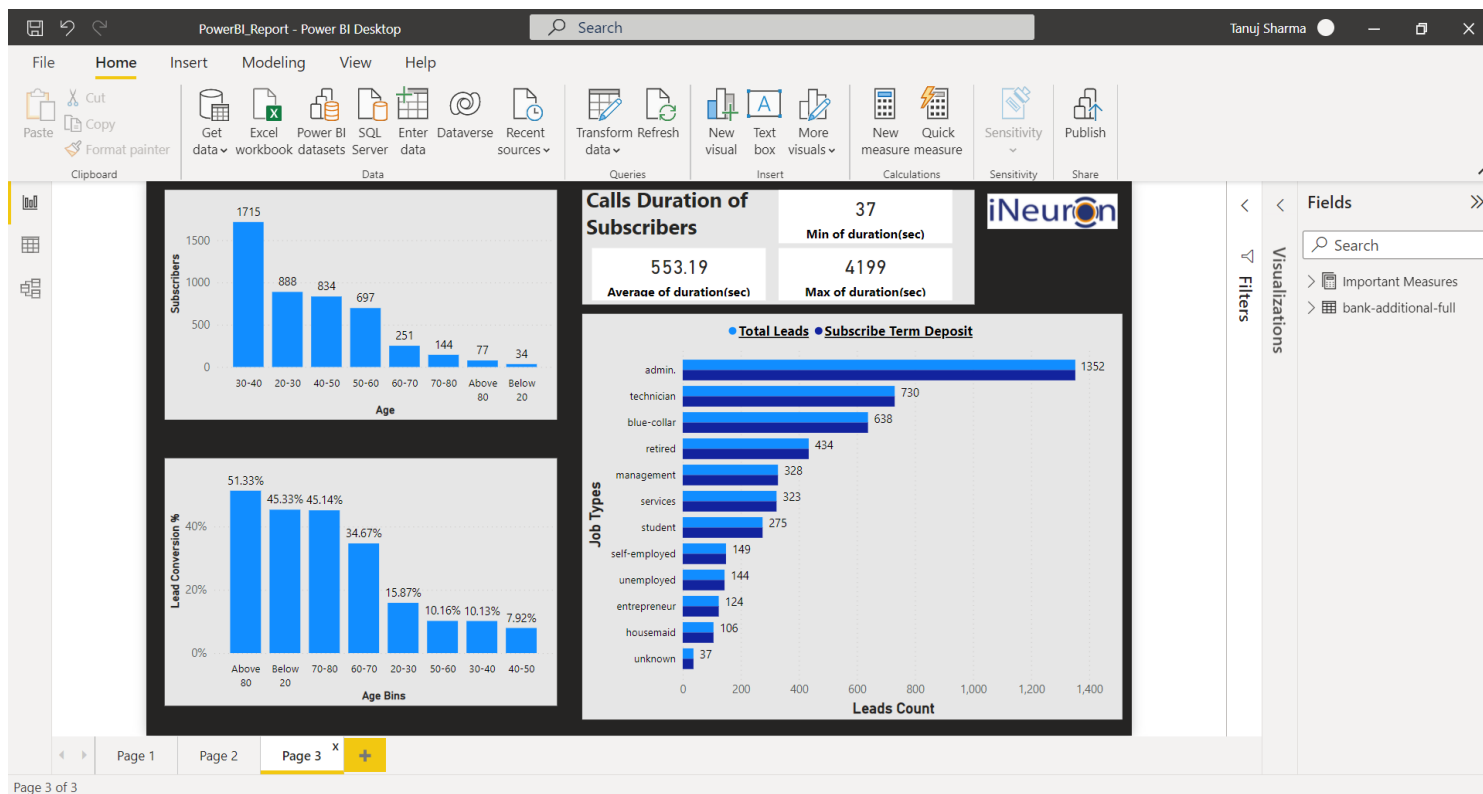 PowerBI_Report - Power BI Desktop
Search
Tanuj Sharma
File Home Insert Modeling View Help
Paste
Cut
Copy
Format painter
Clipboard
Get data
Excel workbook
Power BI datasets
SQL Server
Enter data
Dataverse
Recent sources
Data
Transform data
Refresh
Queries
New visual
Text box
More visuals
Insert
New measure
Quick measure
Calculations
Sensitivity
Sensitivity
Publish
Share
Subscribers
1500
1000
500
0
1715
888
834
697
251
144
77
34
30-40
20-30
40-50
50-60
60-70
70-80
Above 80
Below 20
Age
Lead Conversion %
40%
20%
0%
51.33%
45.33%
45.14%
34.67%
15.87%
10.16%
10.13%
7.92%
Above 80
Below 20
70-80
60-70
20-30
50-60
30-40
40-50
Age Bins
Calls Duration of
Subscribers
37
Min of duration(sec)
553.19
Average of duration(sec)
4199
Max of duration(sec)
iNeuron
Total Leads Subscribe Term Deposit
Job Types
admin. 1352
technician 730
blue-collar 638
retired 434
management 328
services 323
student 275
self-employed 149
unemployed 144
entrepreneur 124
housemaid 106
unknown 37
0 200 400 600 800 1,000 1,200 1,400
Leads Count
Filters
Visualizations
Fields
Search
Important Measures
bank-additional-full
Page 1
Page 2
Page 3 x
+
Page 3 of 3